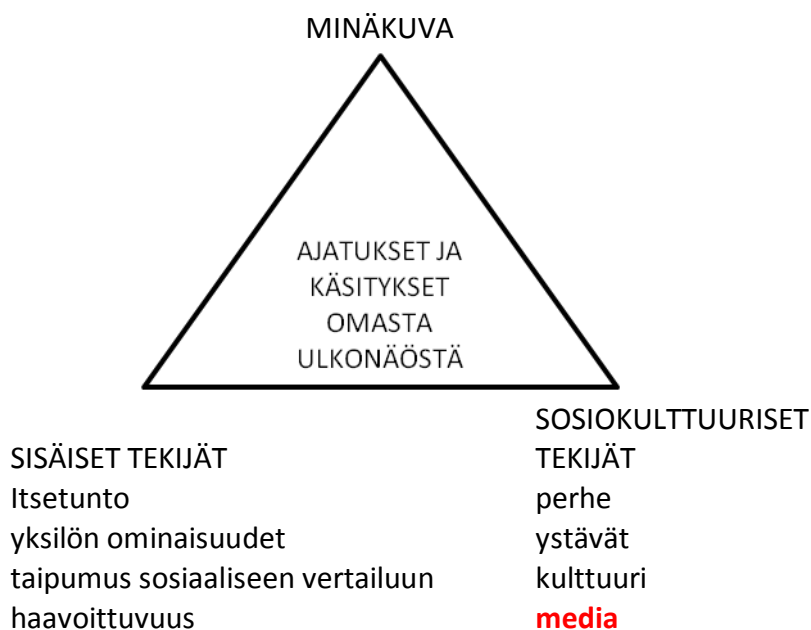 MINÄKUVA
AJATUKSET JA
KÄSITYKSET
OMASTA
ULKONÄÖSTÄ
SISÄISET TEKIJÄT
Itsetunto
yksilön ominaisuudet
taipumus sosiaaliseen vertailuun
haavoittuvuus
SOSIOKULTTUURISET
TEKIJÄT
perhe
ystävät
kulttuuri
media